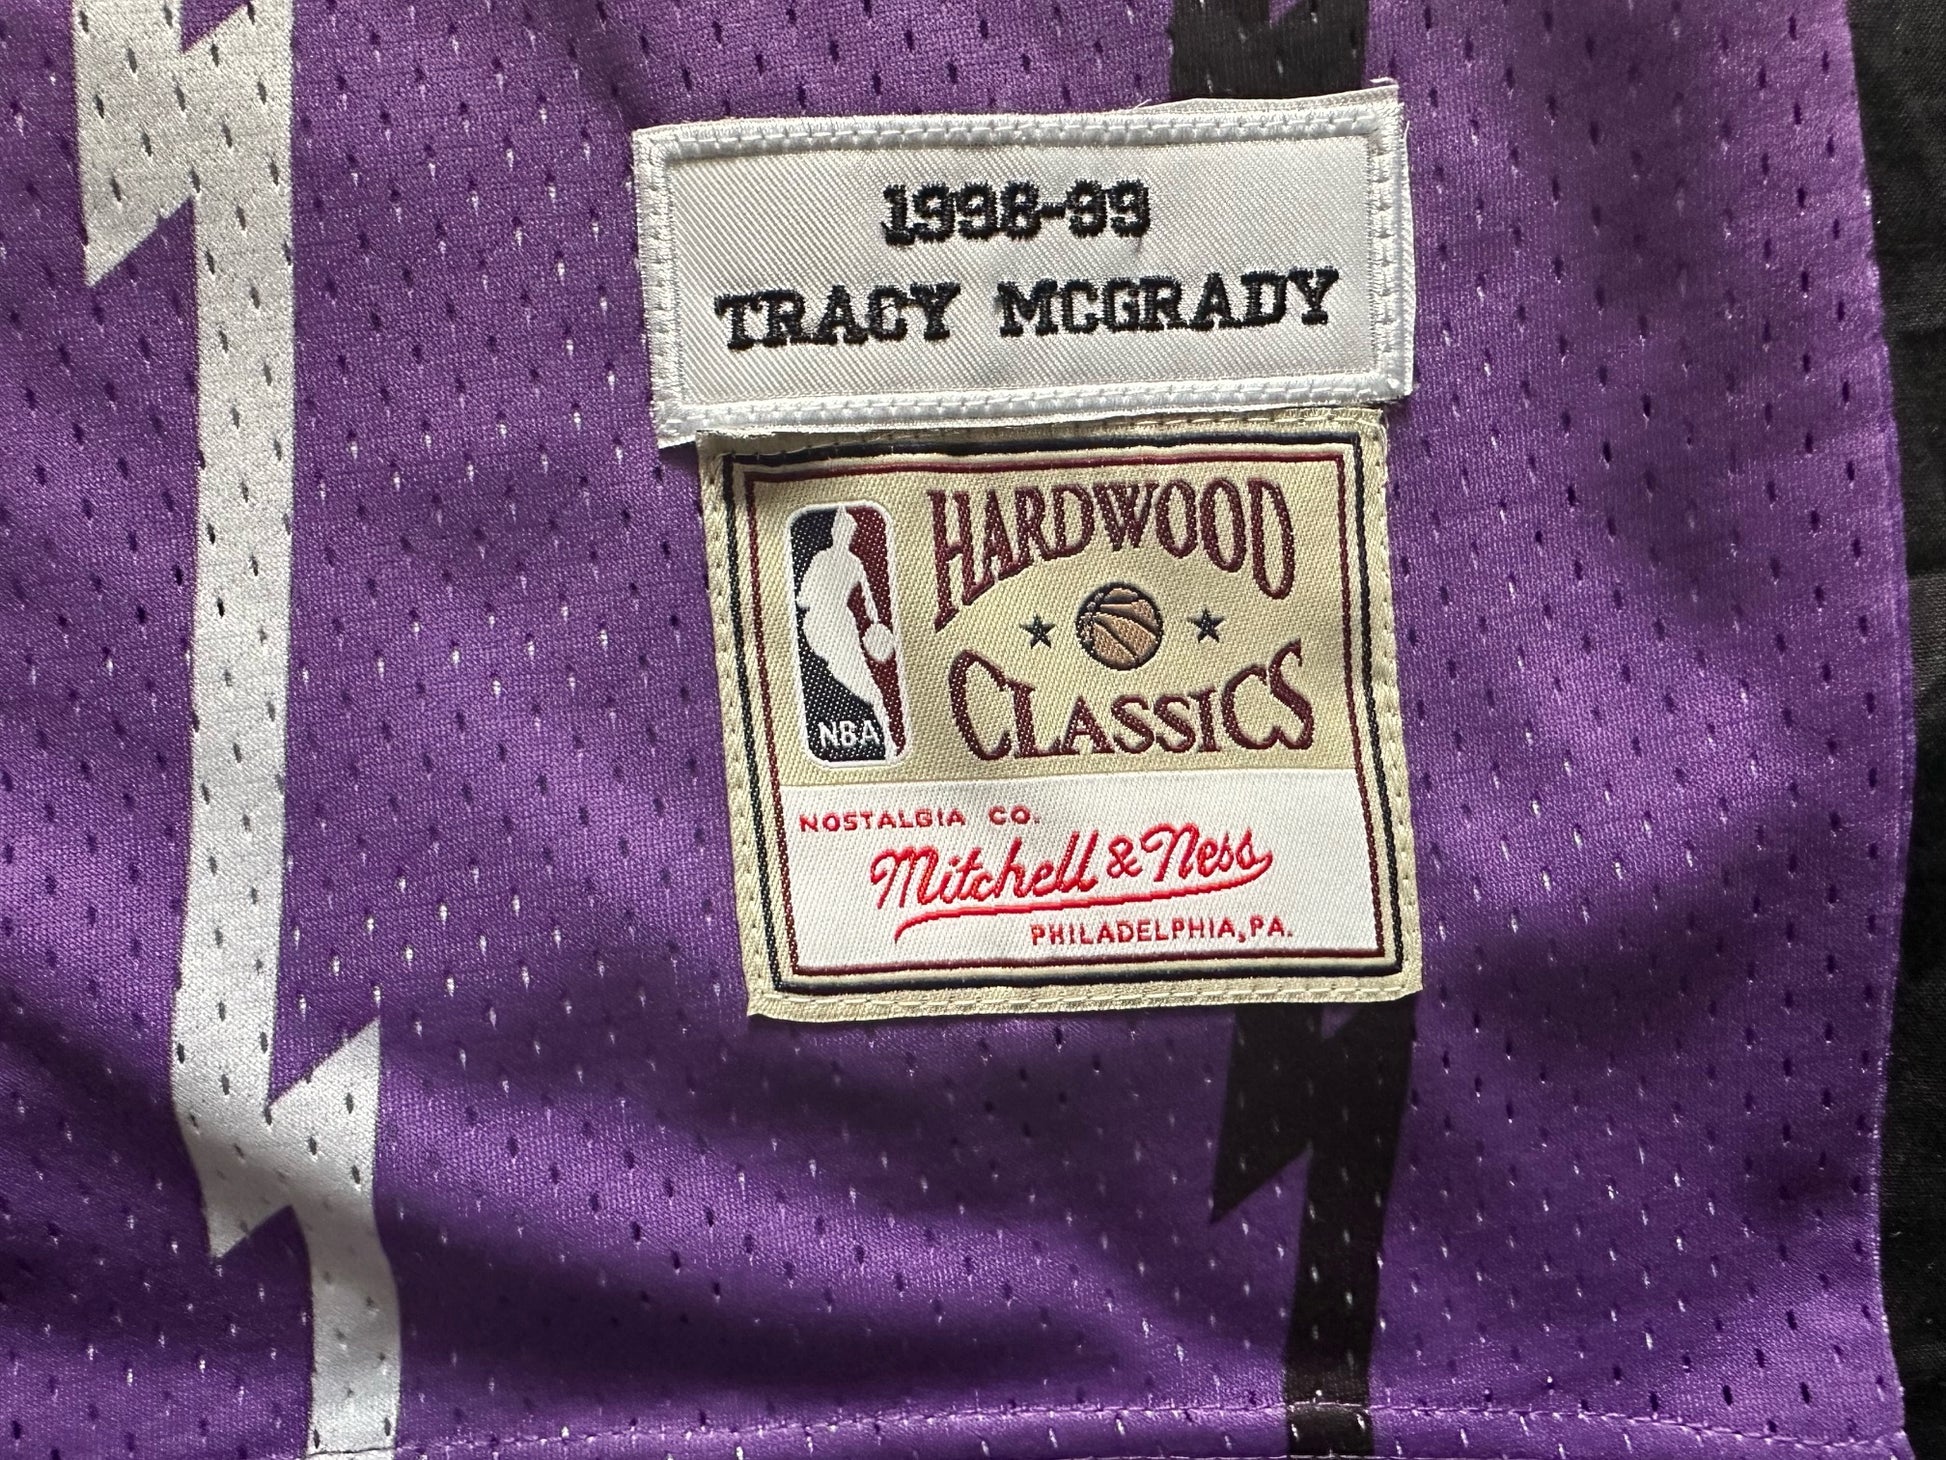 1998-99
TRACY MCGRADY
HARDWOOD
CLASSICS
NBA
NOSTALGIA CO.
Mitchell & Ness
PHILADELPHIA, PA.